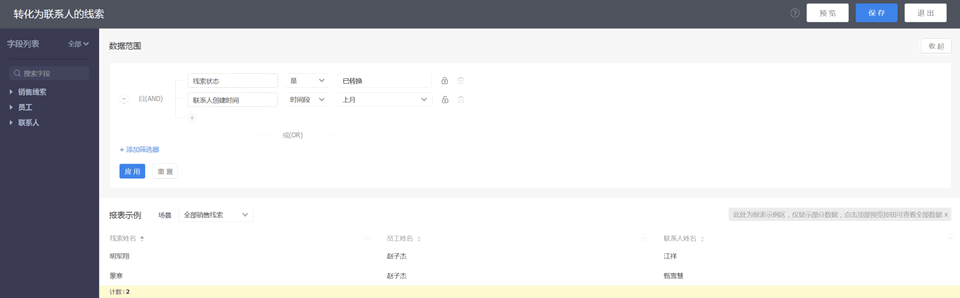 转化为联系人的线索
预 览
保 存
退 出
字段列表
全部
搜索字段
销售线索
员工
联系人
数据范围
收 起
且(AND)
线索状态 是 已转换
联系人创建时间 时间段 上月
或(OR)
+ 添加筛选器
应 用
重 置
报表示例 场景 全部销售线索
此处为报表示例区，仅显示部分数据，点击顶部预览按钮可查看全部数据 x
线索姓名 员工姓名 联系人姓名
明军翔 赵子杰 江祥
蒙寒 赵子杰 甄雪慧
计数 : 2